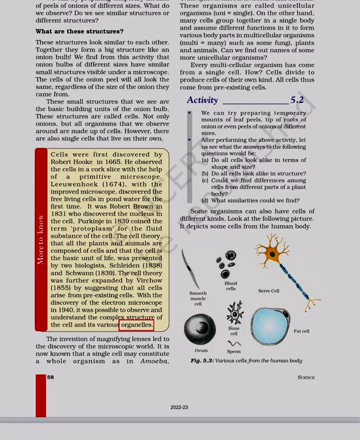 of peels of onions of different sizes. What do
we observe? Do we see similar structures or
different structures?
What are these structures?
These structures look similar to each other.
Together they form a big structure like an
onion bulb! We find from this activity that
onion bulbs of different sizes have similar
small structures visible under a microscope.
The cells of the onion peel will all look the
same, regardless of the size of the onion they
came from.
These small structures that we see are
the basic building units of the onion bulb.
These structures are called cells. Not only
onions, but all organisms that we observe
around are made up of cells. However, there
are also single cells that live on their own.
More to know
Cells were first discovered by
Robert Hooke in 1665. He observed
the cells in a cork slice with the help
of a primitive microscope.
Leeuwenhoek (1674), with the
improved microscope, discovered the
free living cells in pond water for the
first time. It was Robert Brown in
1831 who discovered the nucleus in
the cell. Purkinje in 1839 coined the
term 'protoplasm' for the fluid
substance of the cell. The cell theory,
that all the plants and animals are
composed of cells and that the cell is
the basic unit of life, was presented
by two biologists, Schleiden (1838)
and Schwann (1839). The cell theory
was further expanded by Virchow
(1855) by suggesting that all cells
arise from pre-existing cells. With the
discovery of the electron microscope
in 1940, it was possible to observe and
understand the complex structure of
the cell and its various organelles.
The invention of magnifying lenses led to
the discovery of the microscopic world. It is
now known that a single cell may constitute
a whole organism as in Amoeba,
These organisms are called unicellular
organisms (uni = single). On the other hand,
many cells group together in a single body
and assume different functions in it to form
various body parts in multicellular organisms
(multi = many) such as some fungi, plants
and animals. Can we find out names of some
more unicellular organisms?
Every multi-cellular organism has come
from a single cell. How? Cells divide to
produce cells of their own kind. All cells thus
come from pre-existing cells.
Activity 5.2
• We can try preparing temporary
mounts of leaf peels, tip of roots of
onion or even peels of onions of different
sizes.
• After performing the above activity, let
us see what the answers to the following
questions would be:
(a) Do all cells look alike in terms of
shape and size?
(b) Do all cells look alike in structure?
(c) Could we find differences among
cells from different parts of a plant
body?
(d) What similarities could we find?
Some organisms can also have cells of
different kinds. Look at the following picture.
It depicts some cells from the human body.
Smooth
muscle
cell
Blood
cells
Nerve Cell
Bone
cell
Fat cell
Ovum
Sperm
Fig. 5.3: Various cells from the human body
58
Science
2022-23